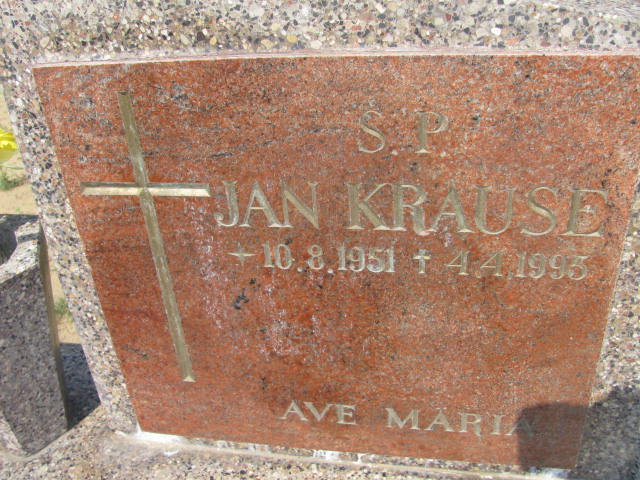 S. P.
JAN KRAUSE
+ 10.8.1951 † 4.4.1993
AVE MARIA